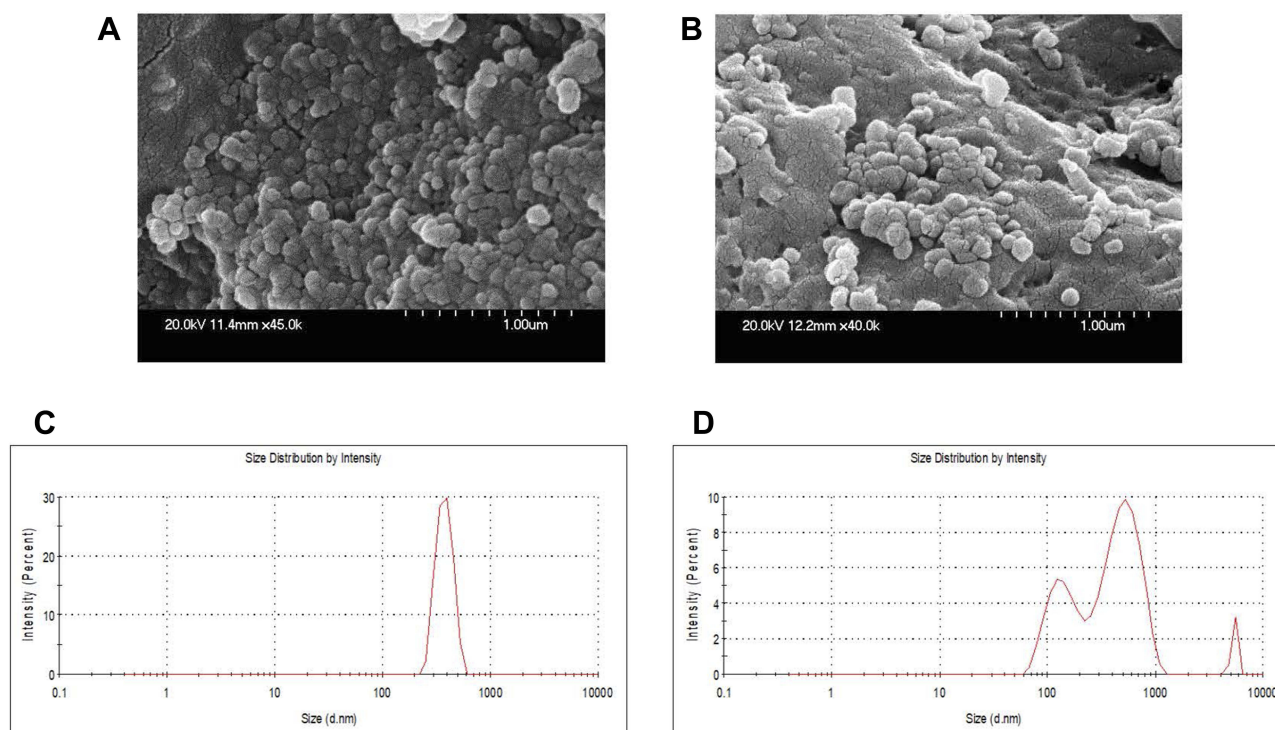 A
B
20.0kV 11.4mm x45.0k 1.00um
20.0kV 12.2mm x40.0k 1.00um
C
D
Size Distribution by Intensity
Intensity (Percent)
30
20
10
0
0.1 1 10 100 1000 10000
Size (d.nm)
Size Distribution by Intensity
Intensity (Percent)
10
8
6
4
2
0
0.1 1 10 100 1000 10000
Size (d.nm)